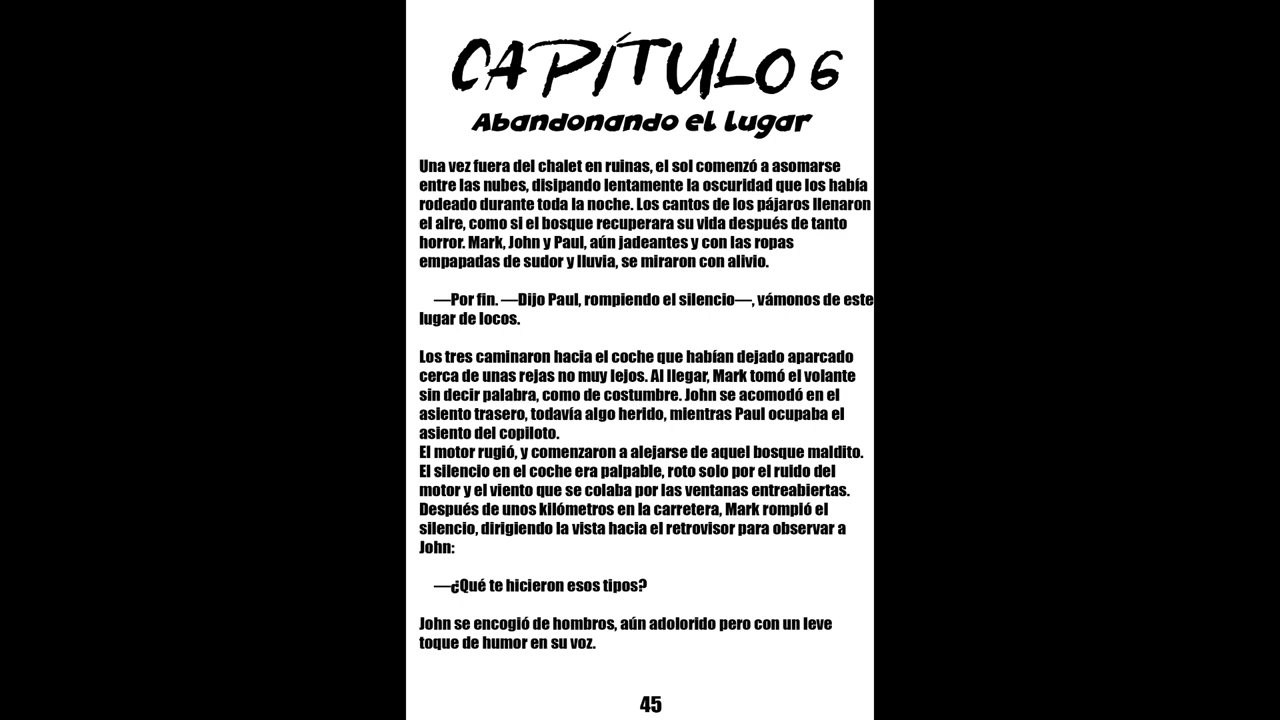 CAPÍTULO 6
Abandonando el lugar
Una vez fuera del chalet en ruinas, el sol comenzó a asomarse
entre las nubes, disipando lentamente la oscuridad que los había
rodeado durante toda la noche. Los cantos de los pájaros llenaron
el aire, como si el bosque recuperara su vida después de tanto
horror. Mark, John y Paul, aún jadeantes y con las ropas
empapadas de sudor y lluvia, se miraron con alivio.
—Por fin. —Dijo Paul, rompiendo el silencio—, vámonos de este
lugar de locos.
Los tres caminaron hacia el coche que habían dejado aparcado
cerca de unas rejas no muy lejos. Al llegar, Mark tomó el volante
sin decir palabra, como de costumbre. John se acomodó en el
asiento trasero, todavía algo herido, mientras Paul ocupaba el
asiento del copiloto.
El motor rugió, y comenzaron a alejarse de aquel bosque maldito.
El silencio en el coche era palpable, roto solo por el ruido del
motor y el viento que se colaba por las ventanas entreabiertas.
Después de unos kilómetros en la carretera, Mark rompió el
silencio, dirigiendo la vista hacia el retrovisor para observar a
John:
—¿Qué te hicieron esos tipos?
John se encogió de hombros, aún adolorido pero con un leve
toque de humor en su voz.
45